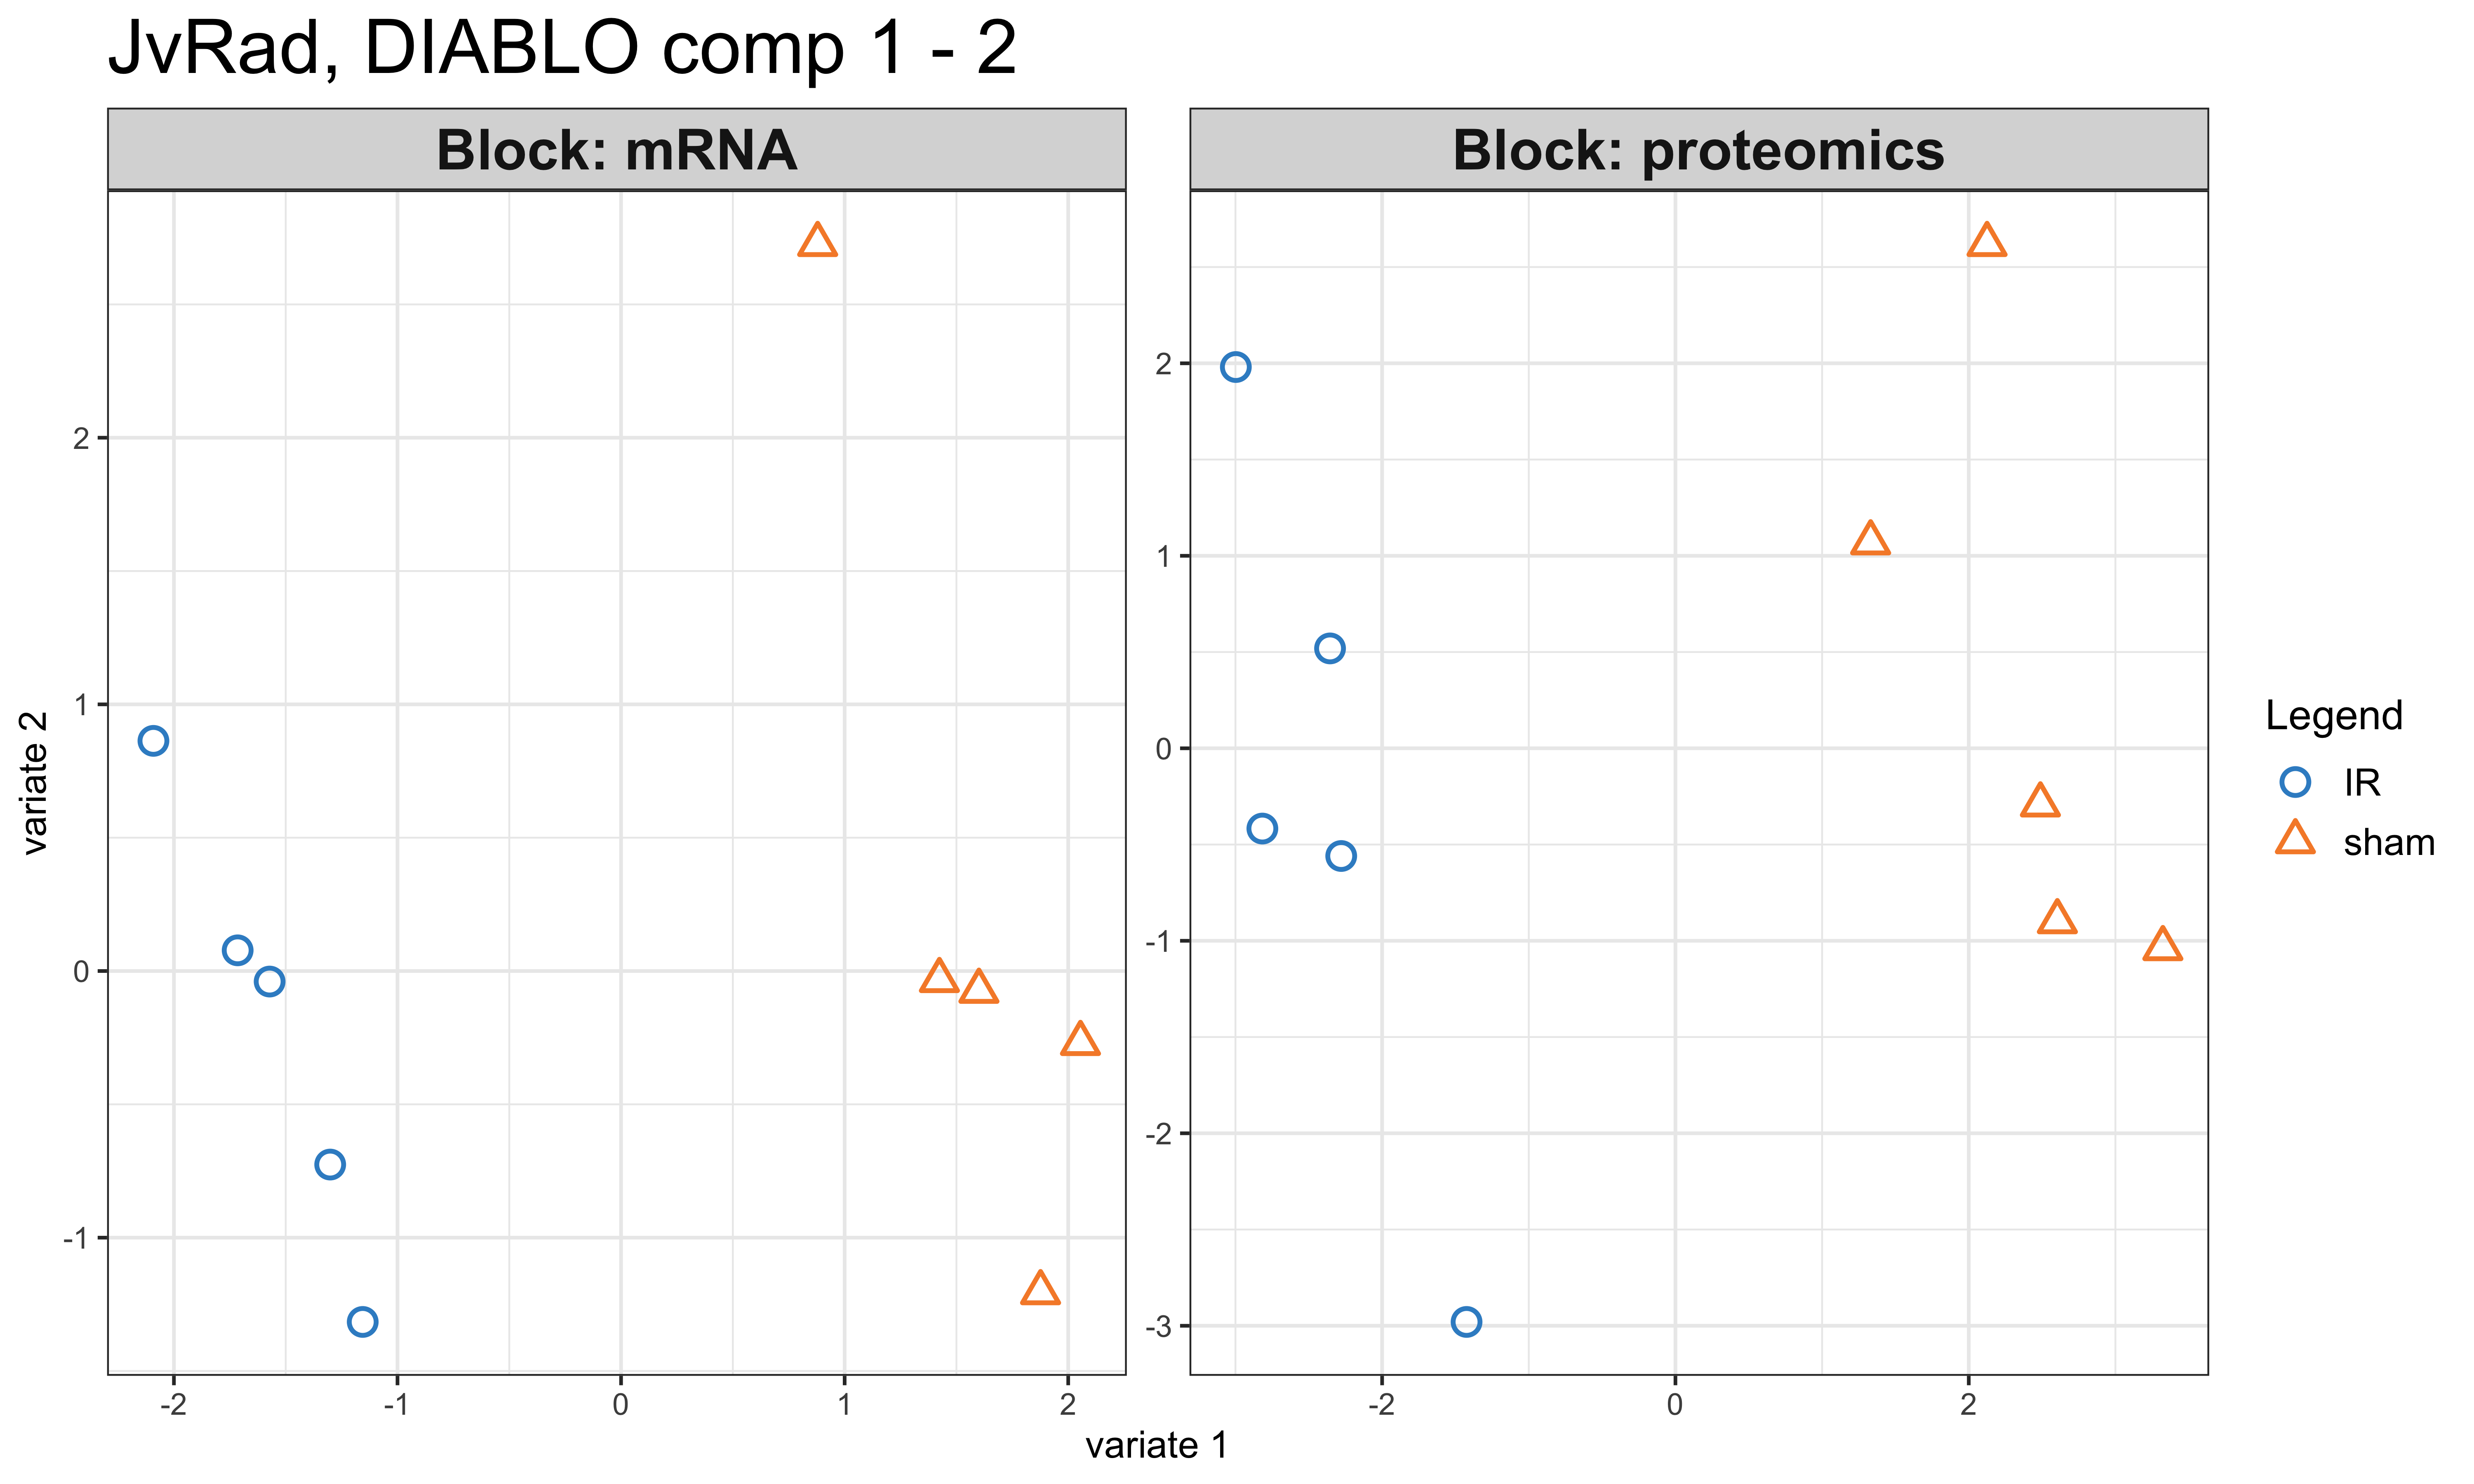 JvRad, DIABLO comp 1 - 2
Block: mRNA
Block: proteomics
variate 2
2
1
0
-1
2
1
0
-1
-2
-3
-2
-1
0
1
2
-2
0
2
variate 1
Legend
IR
sham